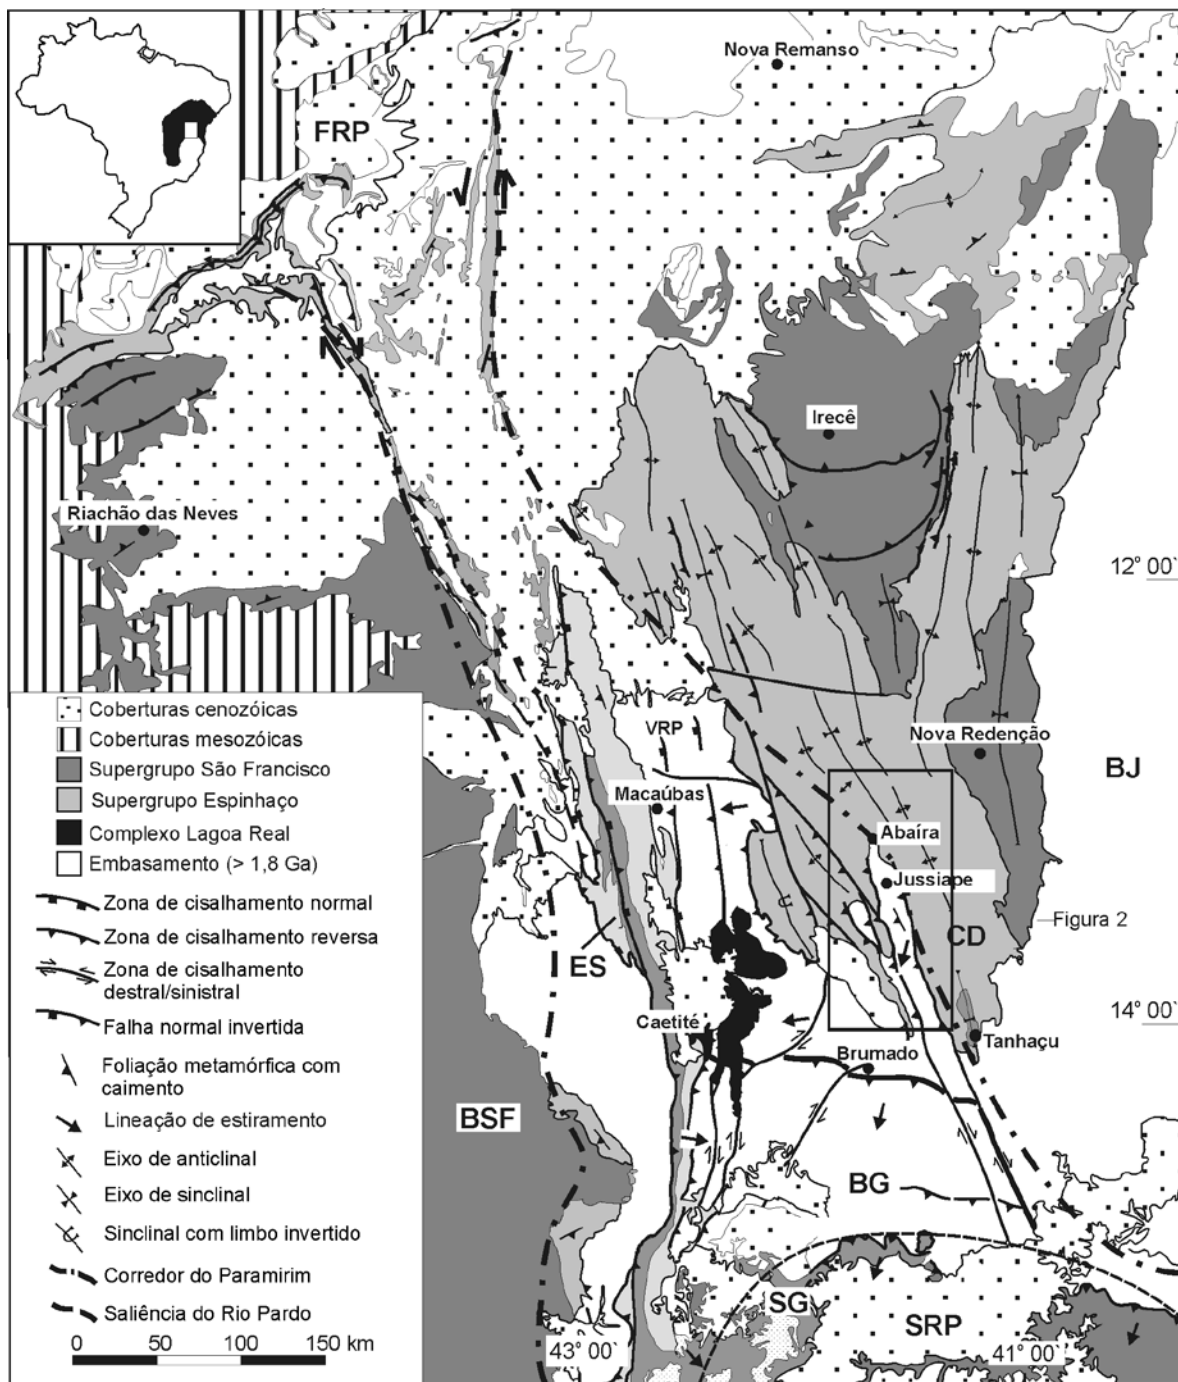 Nova Remanso
FRP
Irecê
Riachão das Neves
12° 00`
Coberturas cenozóicas
Coberturas mesozóicas
Supergrupo São Francisco
Supergrupo Espinhaço
Complexo Lagoa Real
Embasamento (> 1,8 Ga)
Zona de cisalhamento normal
Zona de cisalhamento reversa
Zona de cisalhamento
destral/sinistral
Falha normal invertida
Foliação metamórfica com
caimento
Lineação de estiramento
Eixo de anticlinal
Eixo de sinclinal
Sinclinal com limbo invertido
Corredor do Paramirim
Saliência do Rio Pardo
0 50 100 150 km
VRP
Nova Redenção
BJ
Macaúbas
Abaíra
Jussiape
Figura 2
CD
ES
14° 00`
Caetité
Tanhaçu
Brumado
BSF
BG
SG
SRP
43° 00`
41° 00`